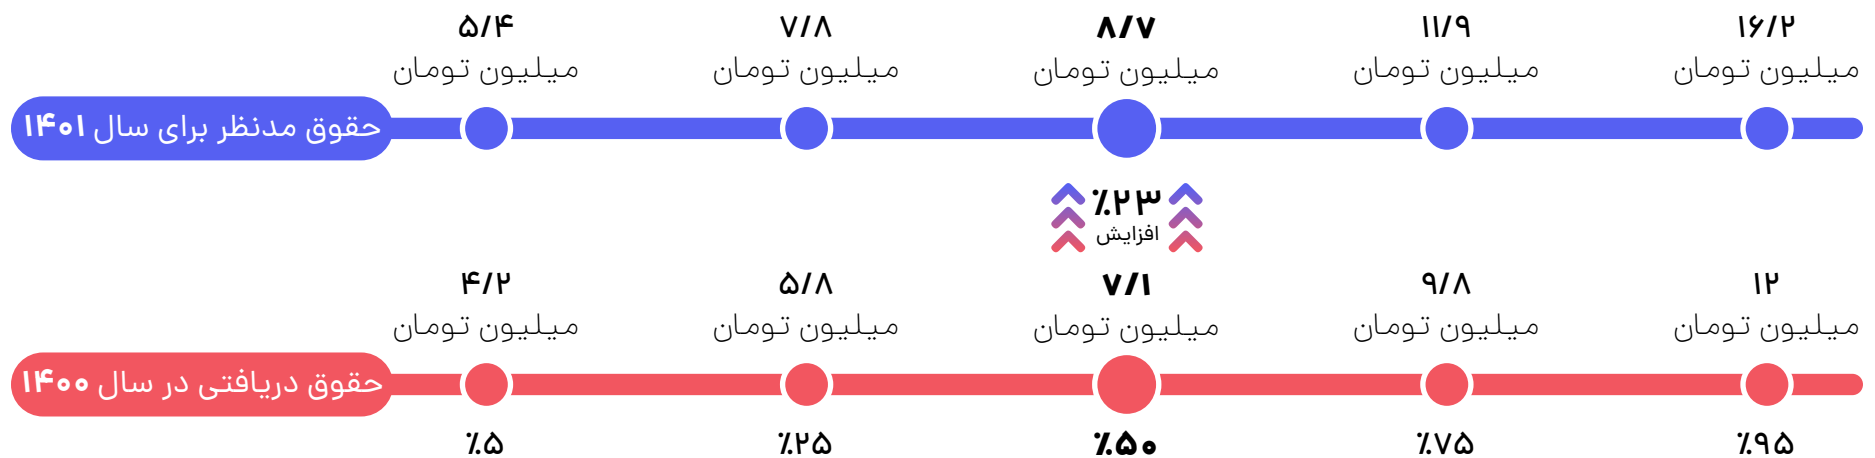 ۵/۴ ۷/۸ ۸/۷ ۱۱/۹ ۱۶/۲
میلیون تومان میلیون تومان میلیون تومان میلیون تومان میلیون تومان
حقوق مدنظر برای سال ۱۴۰۱
٪۲۳
افزایش
۴/۲ ۵/۸ ۷/۱ ۹/۸ ۱۲
میلیون تومان میلیون تومان میلیون تومان میلیون تومان میلیون تومان
حقوق دریافتی در سال ۱۴۰۰
٪۵ ٪۲۵ ٪۵۰ ٪۷۵ ٪۹۵